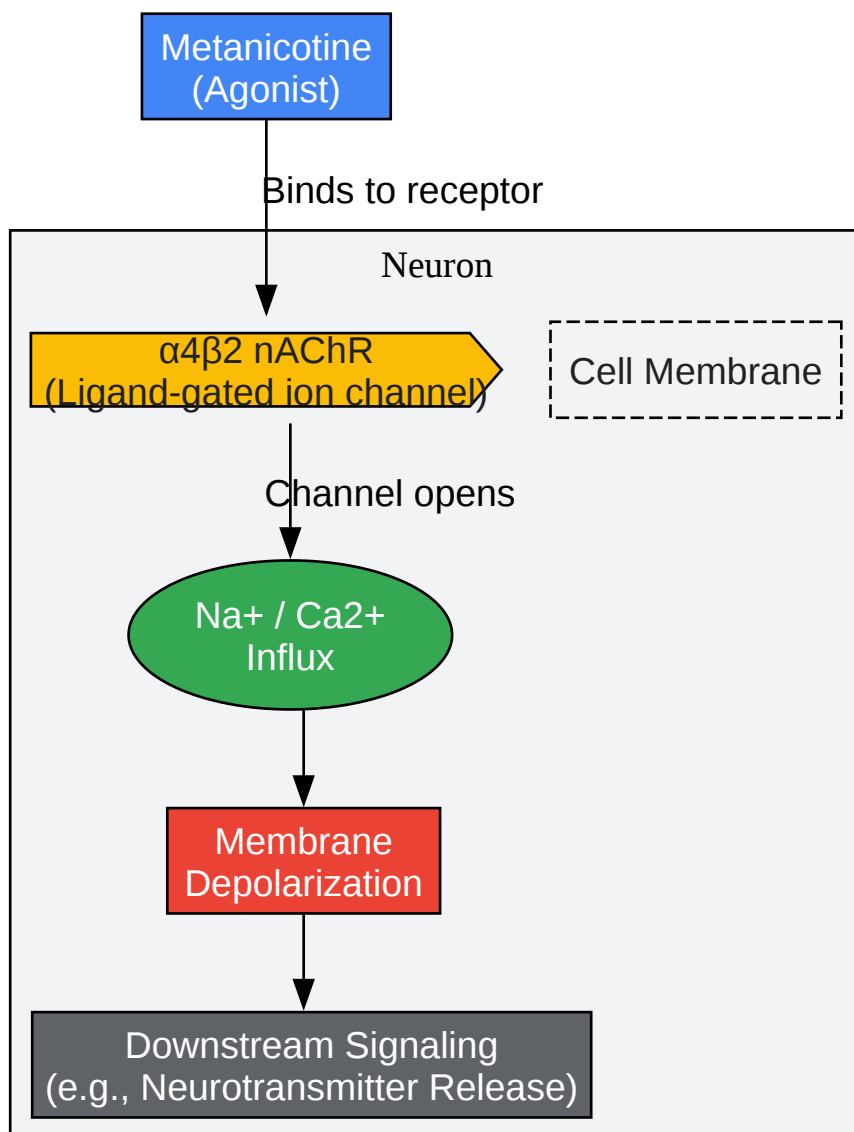 Metanicotine
(Agonist)
Binds to receptor
Neuron
α4β2 nAChR
(Ligand-gated ion channel)
Cell Membrane
Channel opens
Na+ / Ca2+
Influx
Membrane
Depolarization
Downstream Signaling
(e.g., Neurotransmitter Release)